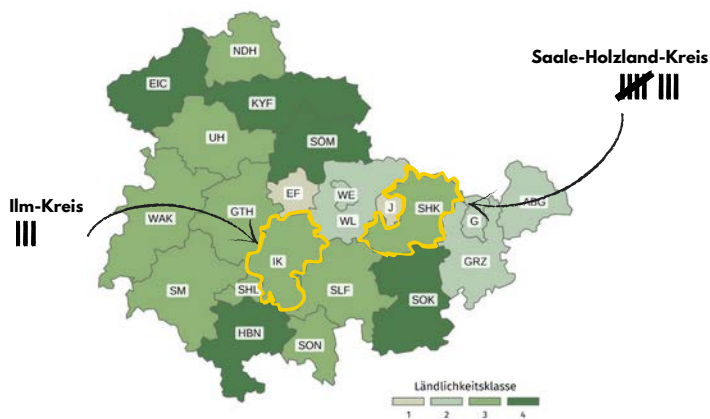 NDH
Saale-Holzland-Kreis
EIC
KYF
UH
SÖM
EF
WE
J
SHK
ABG
Ilm-Kreis
WAK
GTH
WL
G
IK
GRZ
SM
SHL
SLF
SOK
HBN
SON
Ländlichkeitsklasse
1 2 3 4